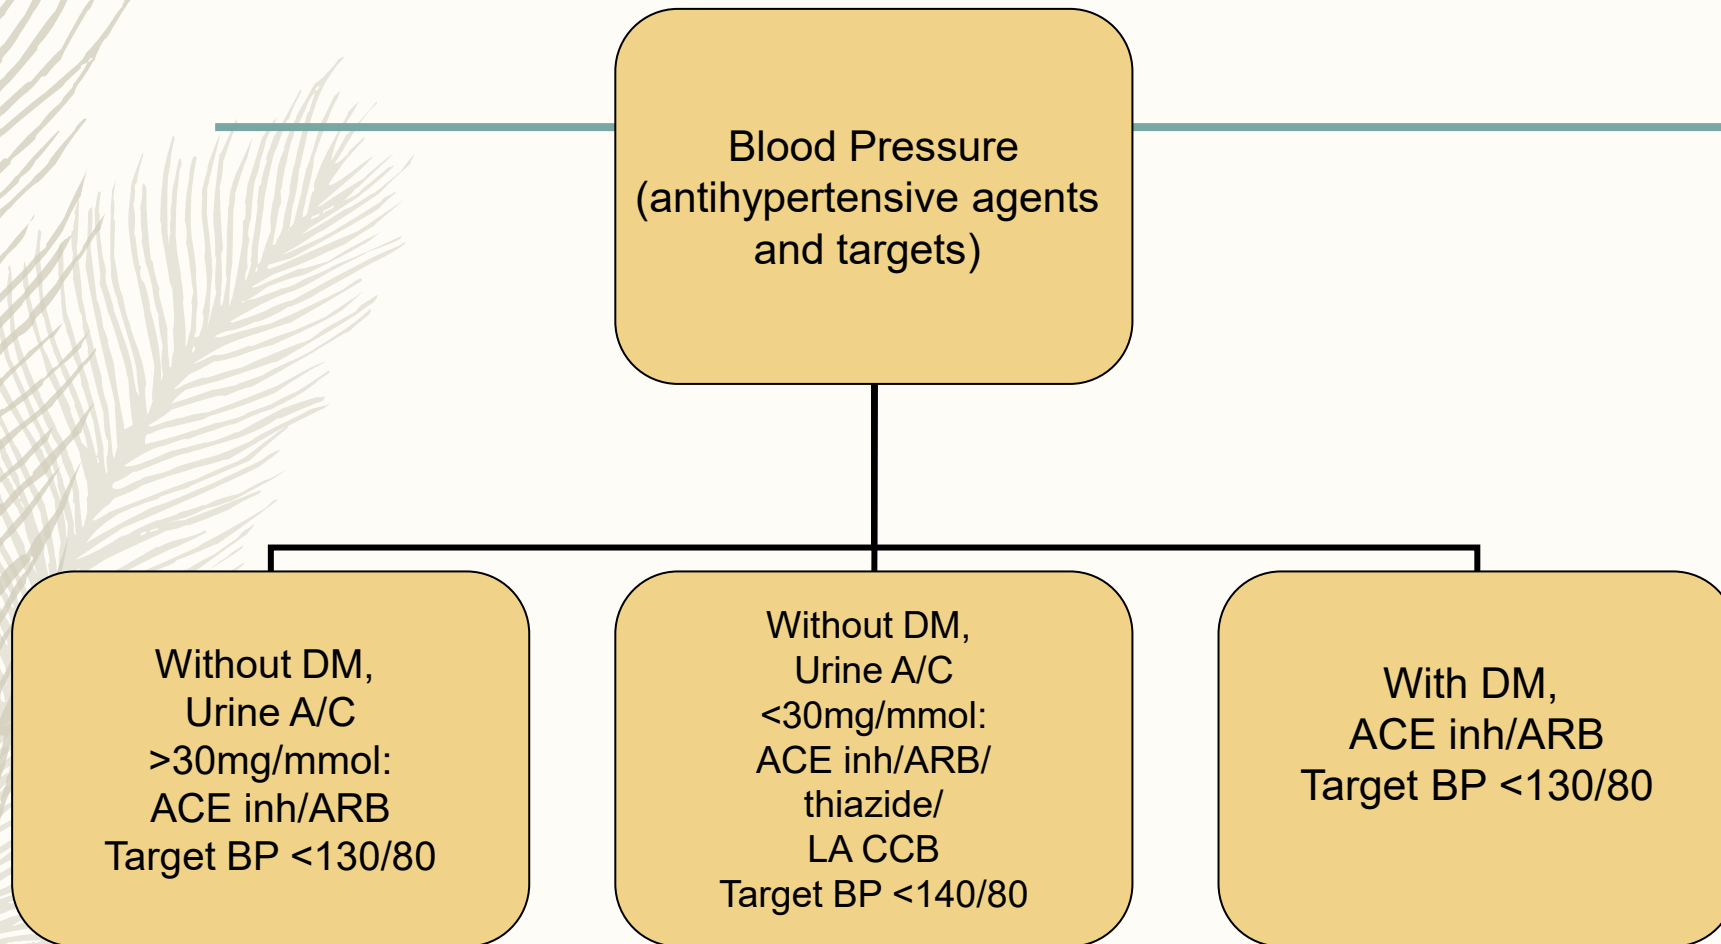 Blood Pressure
(antihypertensive agents
and targets)
Without DM,
Urine A/C
>30mg/mmol:
ACE inh/ARB
Target BP <130/80
Without DM,
Urine A/C
<30mg/mmol:
ACE inh/ARB/
thiazide/
LA CCB
Target BP <140/80
With DM,
ACE inh/ARB
Target BP <130/80